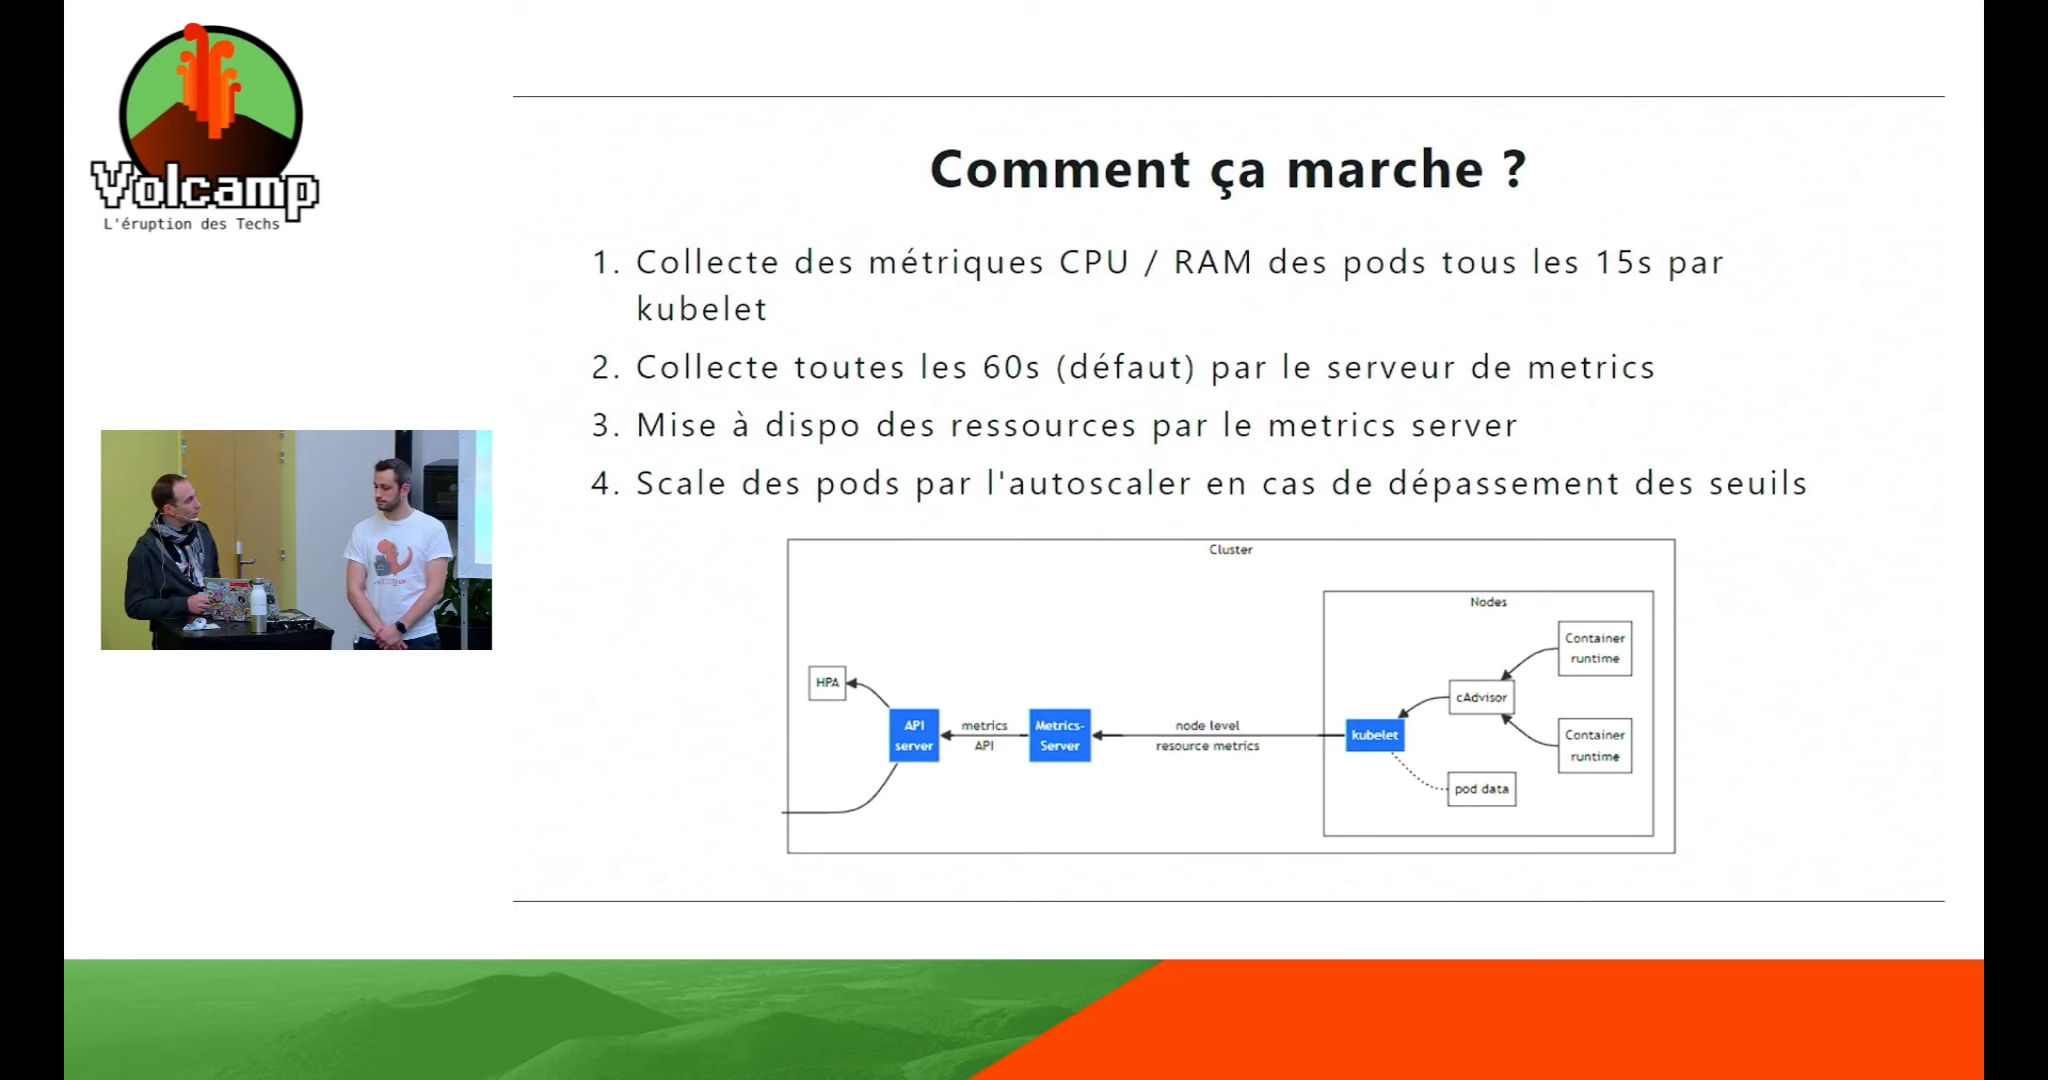 Volcamp
L'éruption des Techs
Comment ça marche ?
1. Collecte des métriques CPU / RAM des pods tous les 15s par
kubelet
2. Collecte toutes les 60s (défaut) par le serveur de metrics
3. Mise à dispo des ressources par le metrics server
4. Scale des pods par l'autoscaler en cas de dépassement des seuils
Cluster
Nodes
Container
runtime
HPA
cAdvisor
API
server
metrics
API
Metrics-
Server
node level
resource metrics
kubelet
Container
runtime
pod data